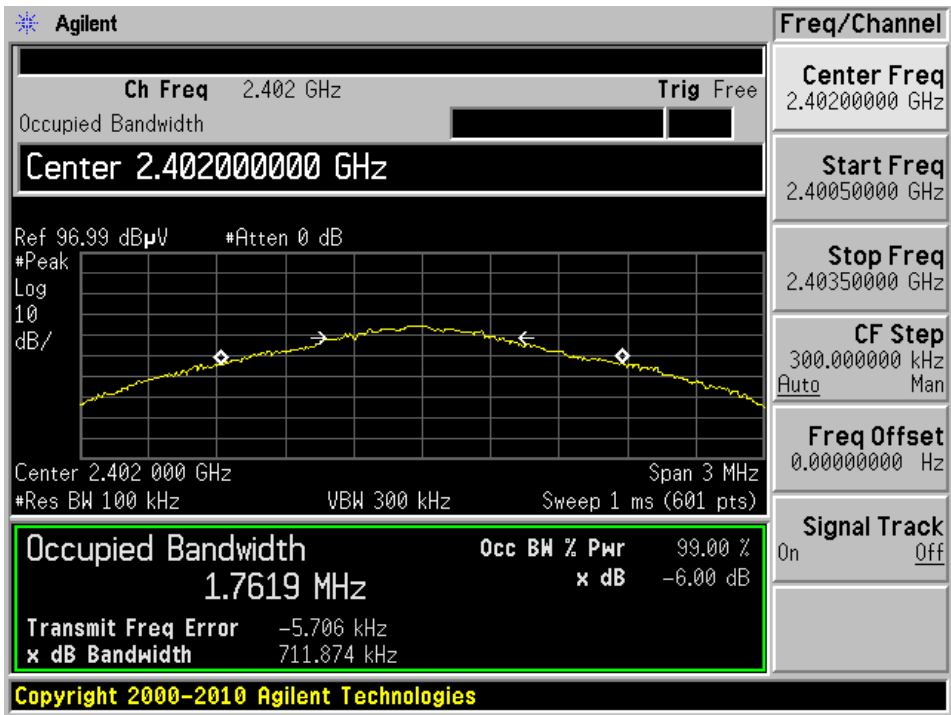 Agilent
Freq/Channel
Ch Freq 2.402 GHz Trig Free
Occupied Bandwidth
Center 2.402000000 GHz
Ref 96.99 dBµV #Atten 0 dB
#Peak
Log
10
dB/
Center 2.402 000 GHz Span 3 MHz
#Res BW 100 kHz VBW 300 kHz Sweep 1 ms (601 pts)
Occupied Bandwidth Occ BW % Pwr 99.00 %
1.7619 MHz x dB -6.00 dB
Transmit Freq Error -5.706 kHz
x dB Bandwidth 711.874 kHz
Copyright 2000-2010 Agilent Technologies
Center Freq
2.40200000 GHz
Start Freq
2.40050000 GHz
Stop Freq
2.40350000 GHz
CF Step
300.000000 kHz
Auto Man
Freq Offset
0.00000000 Hz
Signal Track
On Off